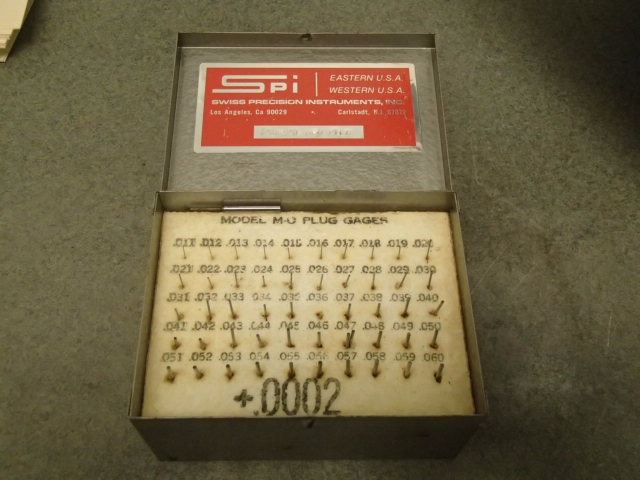 SPi
EASTERN U.S.A.
WESTERN U.S.A.
SWISS PRECISION INSTRUMENTS, INC.
Los Angeles, Ca 90029 Carlstadt, N.J. 07072
MODEL M-0 PLUG GAGES
.011 .012 .013 .014 .015 .016 .017 .018 .019 .020
.021 .022 .023 .024 .025 .026 .027 .028 .029 .030
.031 .032 .033 .034 .035 .036 .037 .038 .039 .040
.041 .042 .043 .044 .045 .046 .047 .048 .049 .050
.051 .052 .053 .054 .055 .056 .057 .058 .059 .060
+.0002